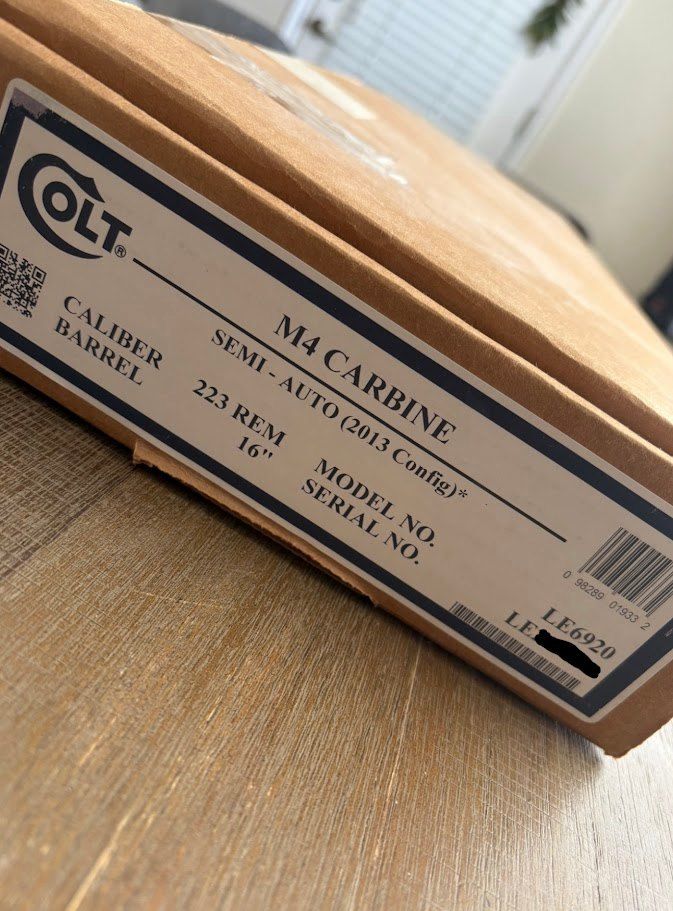 COLT®
M4 CARBINE
SEMI - AUTO (2013 Config)*
CALIBER 223 REM MODEL NO. LE6920
BARREL 16" SERIAL NO. LE
0 98289 01933 2